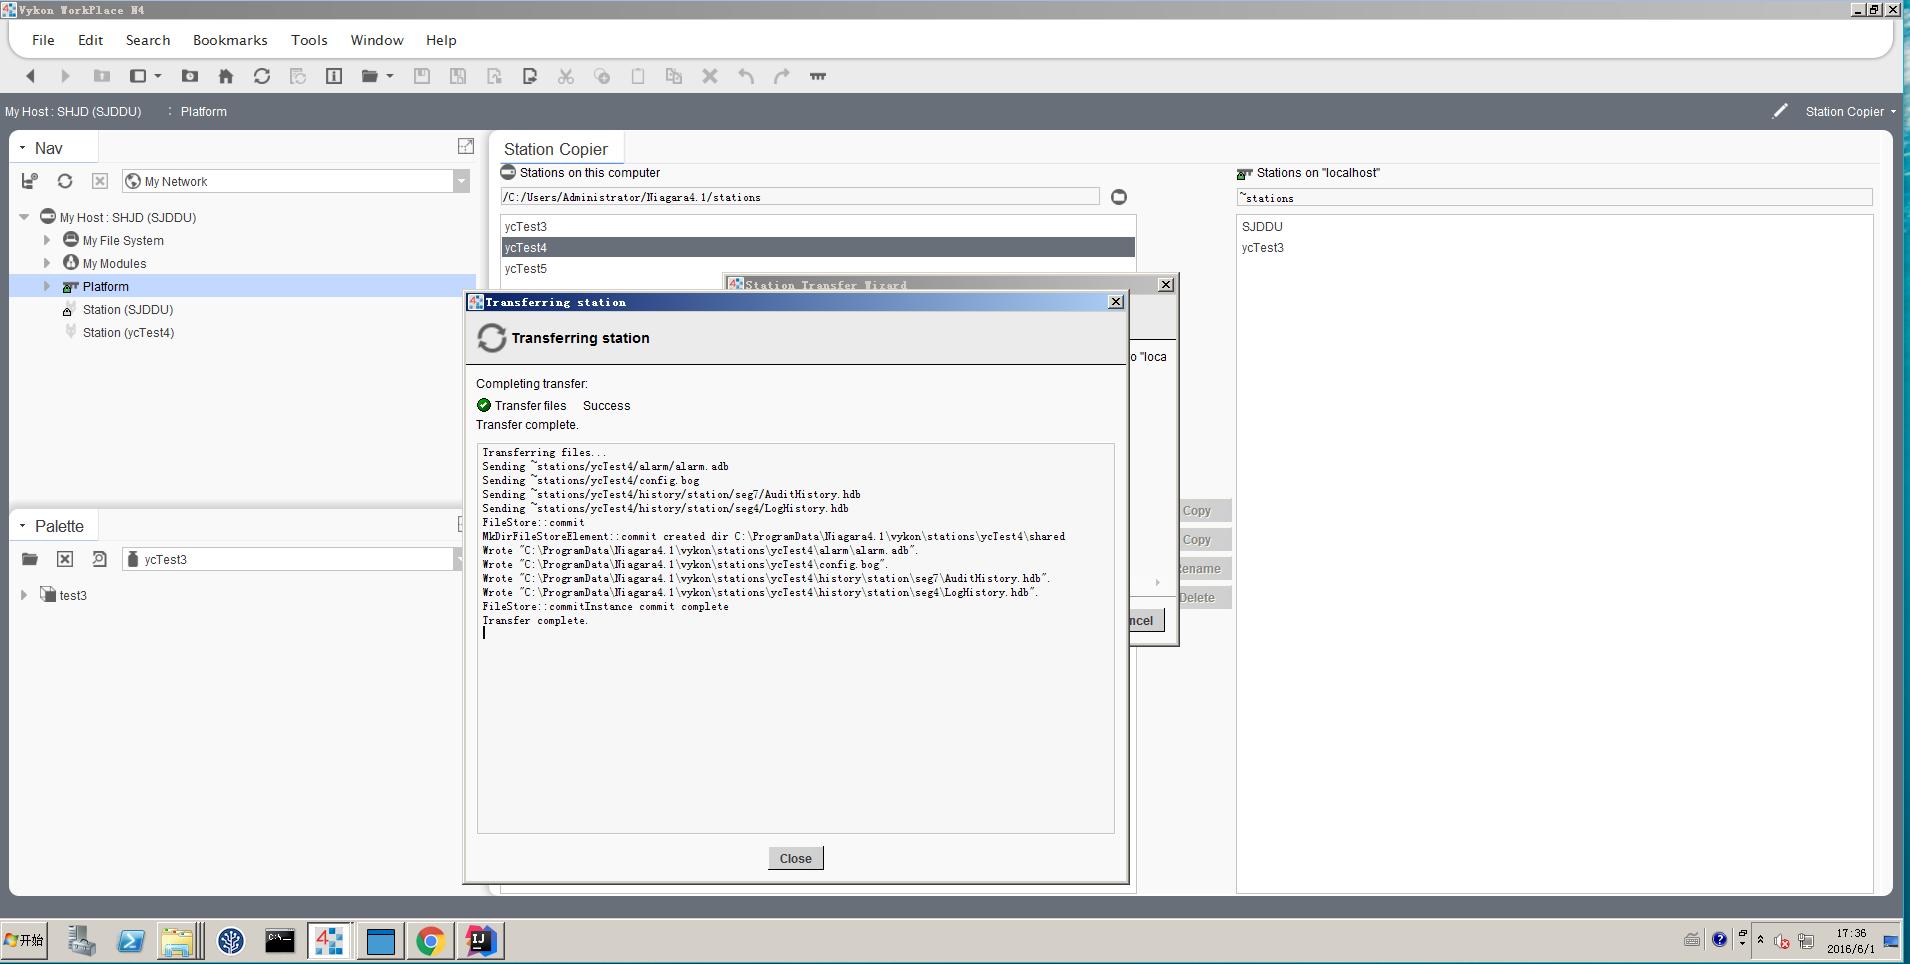 Vykon WorkPlace N4
File Edit Search Bookmarks Tools Window Help
My Host : SHJD (SJDDU) : Platform
Station Copier
Nav
My Network
My Host : SHJD (SJDDU)
My File System
My Modules
Platform
Station (SJDDU)
Station (ycTest4)
Palette
ycTest3
test3
Station Copier
Stations on this computer
/C:/Users/Administrator/Niagara4.1/stations
ycTest3
ycTest4
ycTest5
Stations on "localhost"
~stations
SJDDU
ycTest3
Copy
Copy
ename
Delete
Station Transfer Wizard
o "loca
ncel
Transferring station
Transferring station
Completing transfer:
Transfer files Success
Transfer complete.
Transferring files...
Sending ~stations/ycTest4/alarm/alarm.adb
Sending ~stations/ycTest4/config.bog
Sending ~stations/ycTest4/history/station/seg7/AuditHistory.hdb
Sending ~stations/ycTest4/history/station/seg4/LogHistory.hdb
FileStore::commit
MkDirFileStoreElement::commit created dir C:\ProgramData\Niagara4.1\vykon\stations\ycTest4\shared
Wrote "C:\ProgramData\Niagara4.1\vykon\stations\ycTest4\alarm\alarm.adb".
Wrote "C:\ProgramData\Niagara4.1\vykon\stations\ycTest4\config.bog".
Wrote "C:\ProgramData\Niagara4.1\vykon\stations\ycTest4\history\station\seg7\AuditHistory.hdb".
Wrote "C:\ProgramData\Niagara4.1\vykon\stations\ycTest4\history\station\seg4\LogHistory.hdb".
FileStore::commitInstance commit complete
Transfer complete.
Close
开始
17:36
2016/6/1